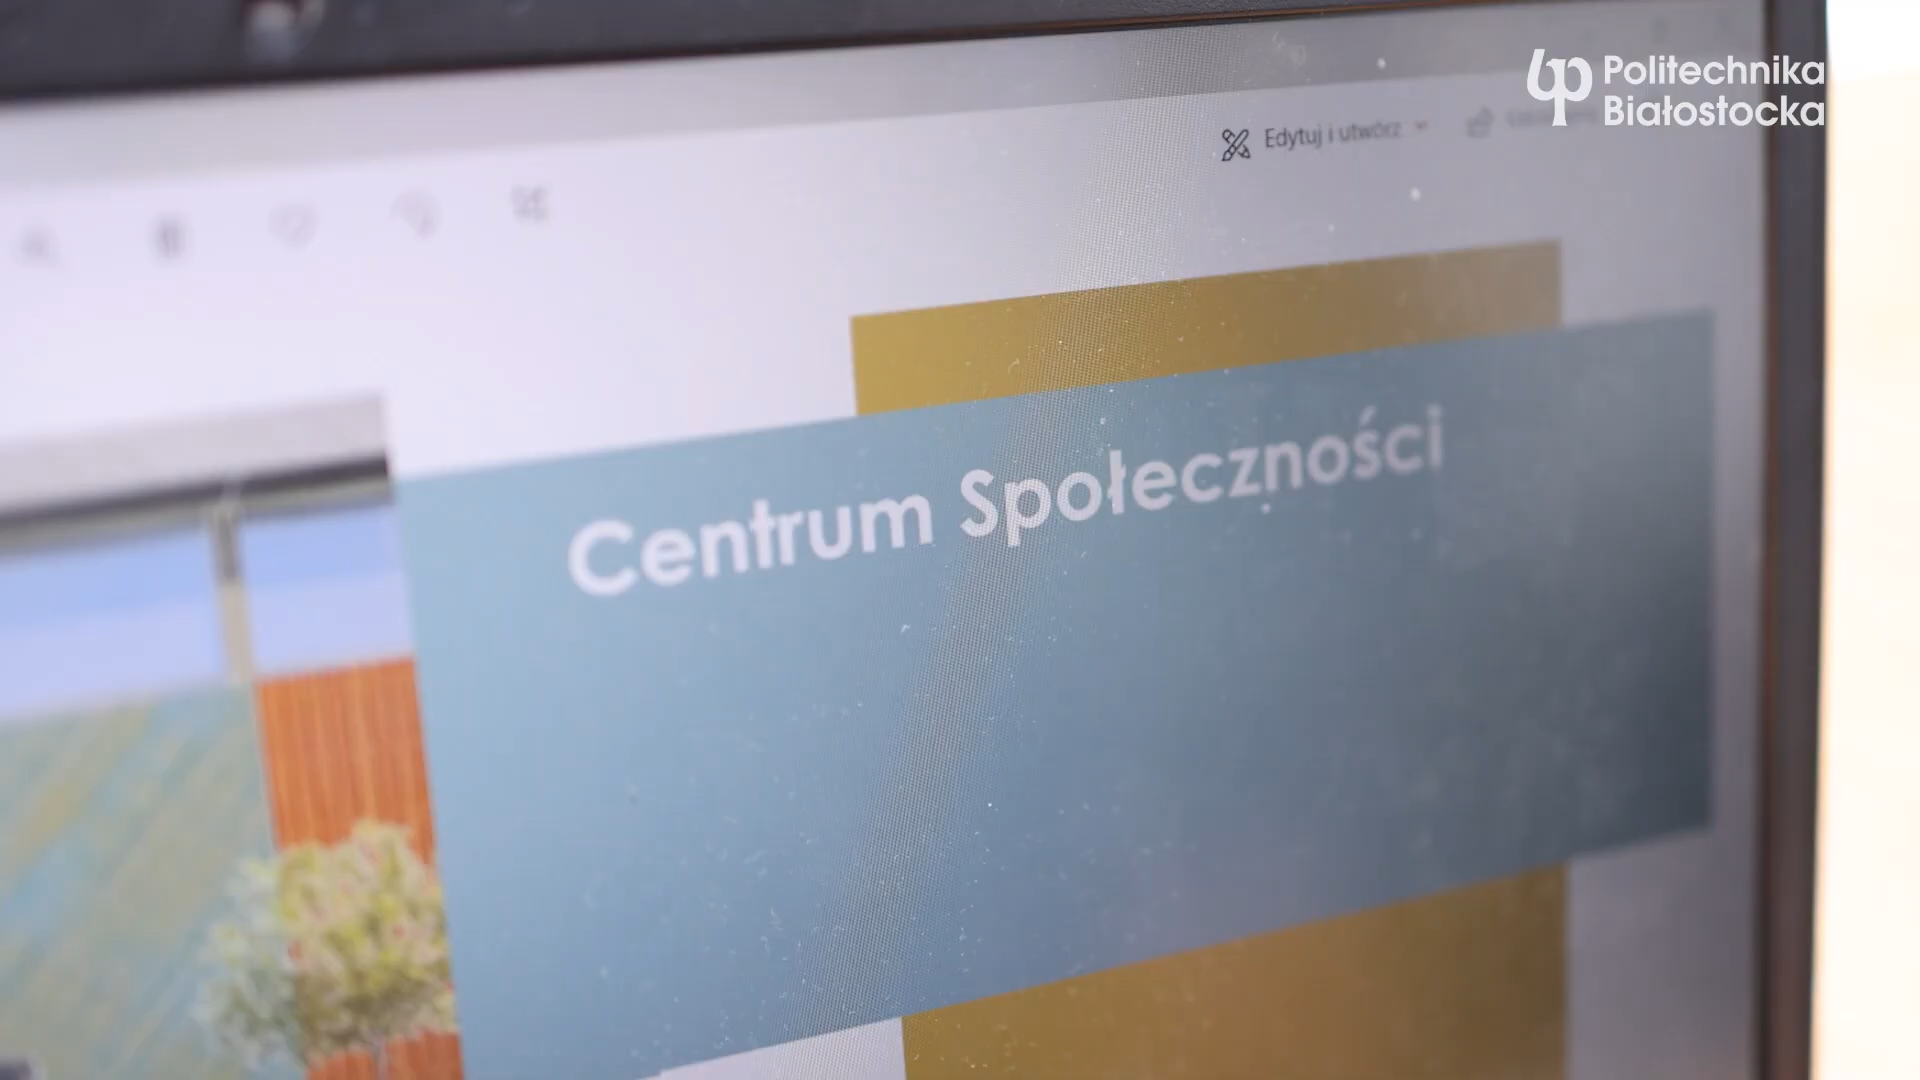 Politechnika
Białostocka
Edytuj i utwórz
Centrum Społeczności